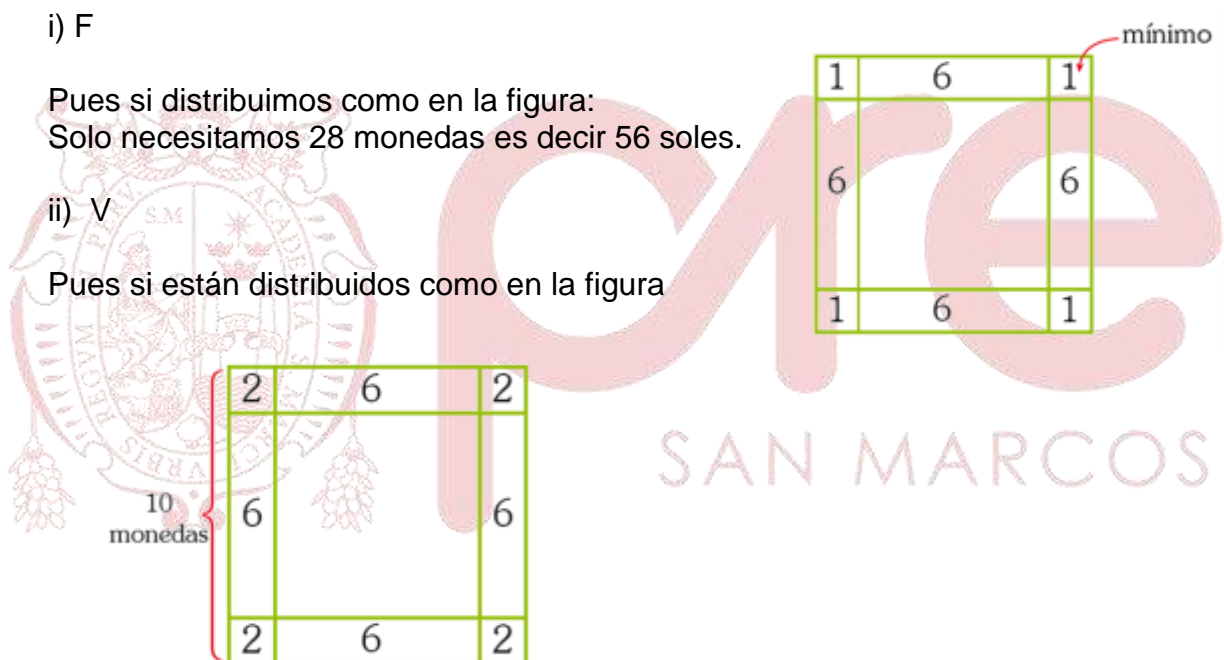 i) F
mínimo
1 6 1
Pues si distribuimos como en la figura:
Solo necesitamos 28 monedas es decir 56 soles.
6 6
ii) V
Pues si están distribuidos como en la figura
1 6 1
2 6 2
SAN MARCOS
10
monedas
6 6
2 6 2
pre
S.M